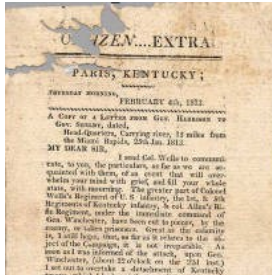 ZEN....EXTRA
PARIS, KENTUCKY;
THURSDAY MORNING,
FEBRUARY 4th, 1813.
A COPY OF A LETTER FROM GEN. HARRISON TO
GOV. SHELBY, dated,
Head-Quarters, Carrying river, 18 miles from
the Miami Rapids, 25th Jan. 1813.
MY DEAR SIR,
I send Col. Wells to communi-
cate, to you, the particulars, as far as we are ac-
quainted with them, of an event that will over-
whelm your mind with grief, and fill your whole
state, with mourning. The greater part of Colonel
Wells's Regiment of U. S. infantry, the 1st, & 5th
Regiments of Kentucky infantry, & col. Allen's Ri-
fle Regiment, under the immediate command of
Gen. Winchester, have been cut to pieces, by the
enemy, or taken prisoners. Great as the calamity
is, I still hope, that, as far as it relates to the ob-
ject of the Campaign, it is not irreparable. As
soon as I was informed of the attack, upon Gen.
Winchester, (about 12 o'clock on the 22d inst.)
I set out to overtake a detachment of Kentucky